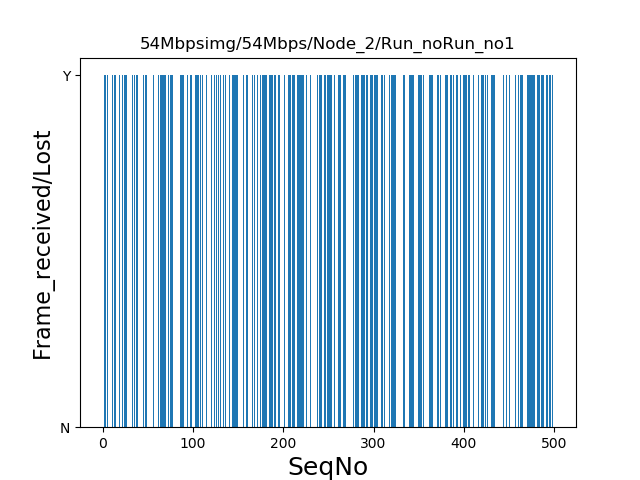 54Mbpsimg/54Mbps/Node_2/Run_noRun_no1
Y
Frame_received/Lost
N
0 100 200 300 400 500
SeqNo